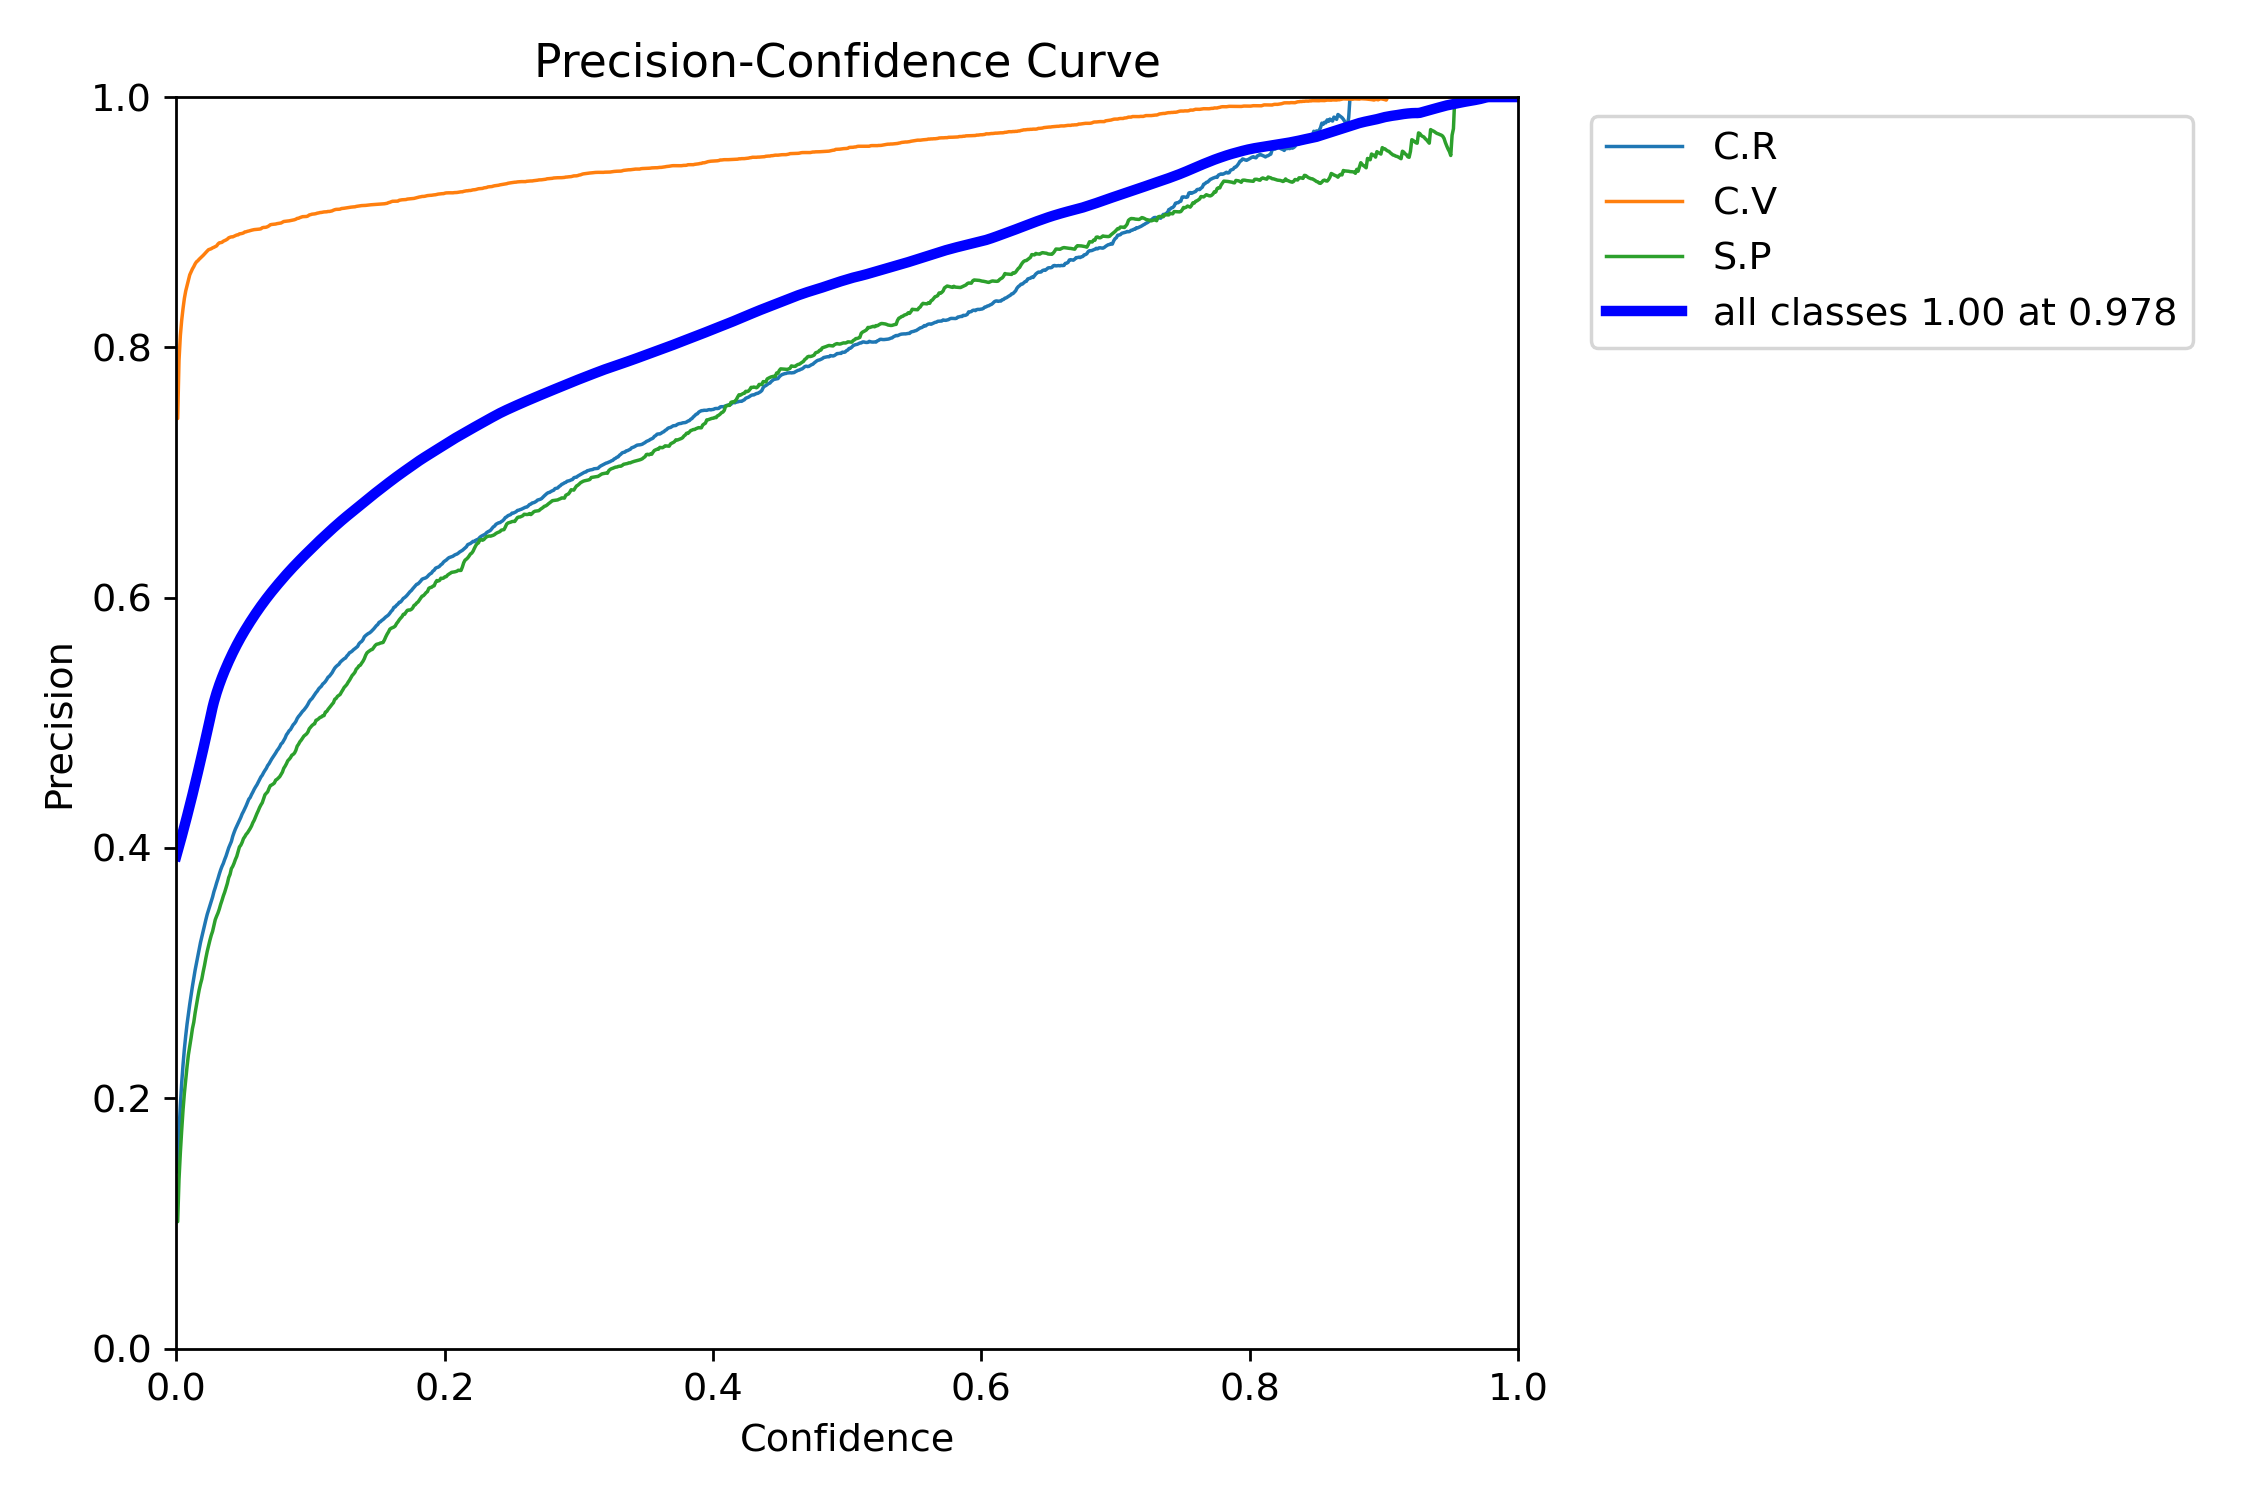 Precision-Confidence Curve
1.0
0.8
0.6
0.4
0.2
0.0
Precision
0.0 0.2 0.4 0.6 0.8 1.0
Confidence
C.R
C.V
S.P
all classes 1.00 at 0.978